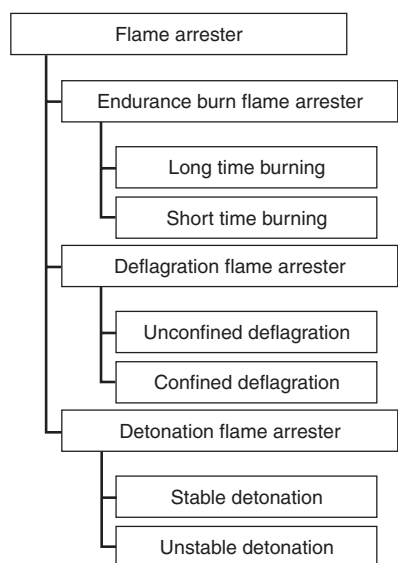 Flame arrester
Endurance burn flame arrester
Long time burning
Short time burning
Deflagration flame arrester
Unconfined deflagration
Confined deflagration
Detonation flame arrester
Stable detonation
Unstable detonation